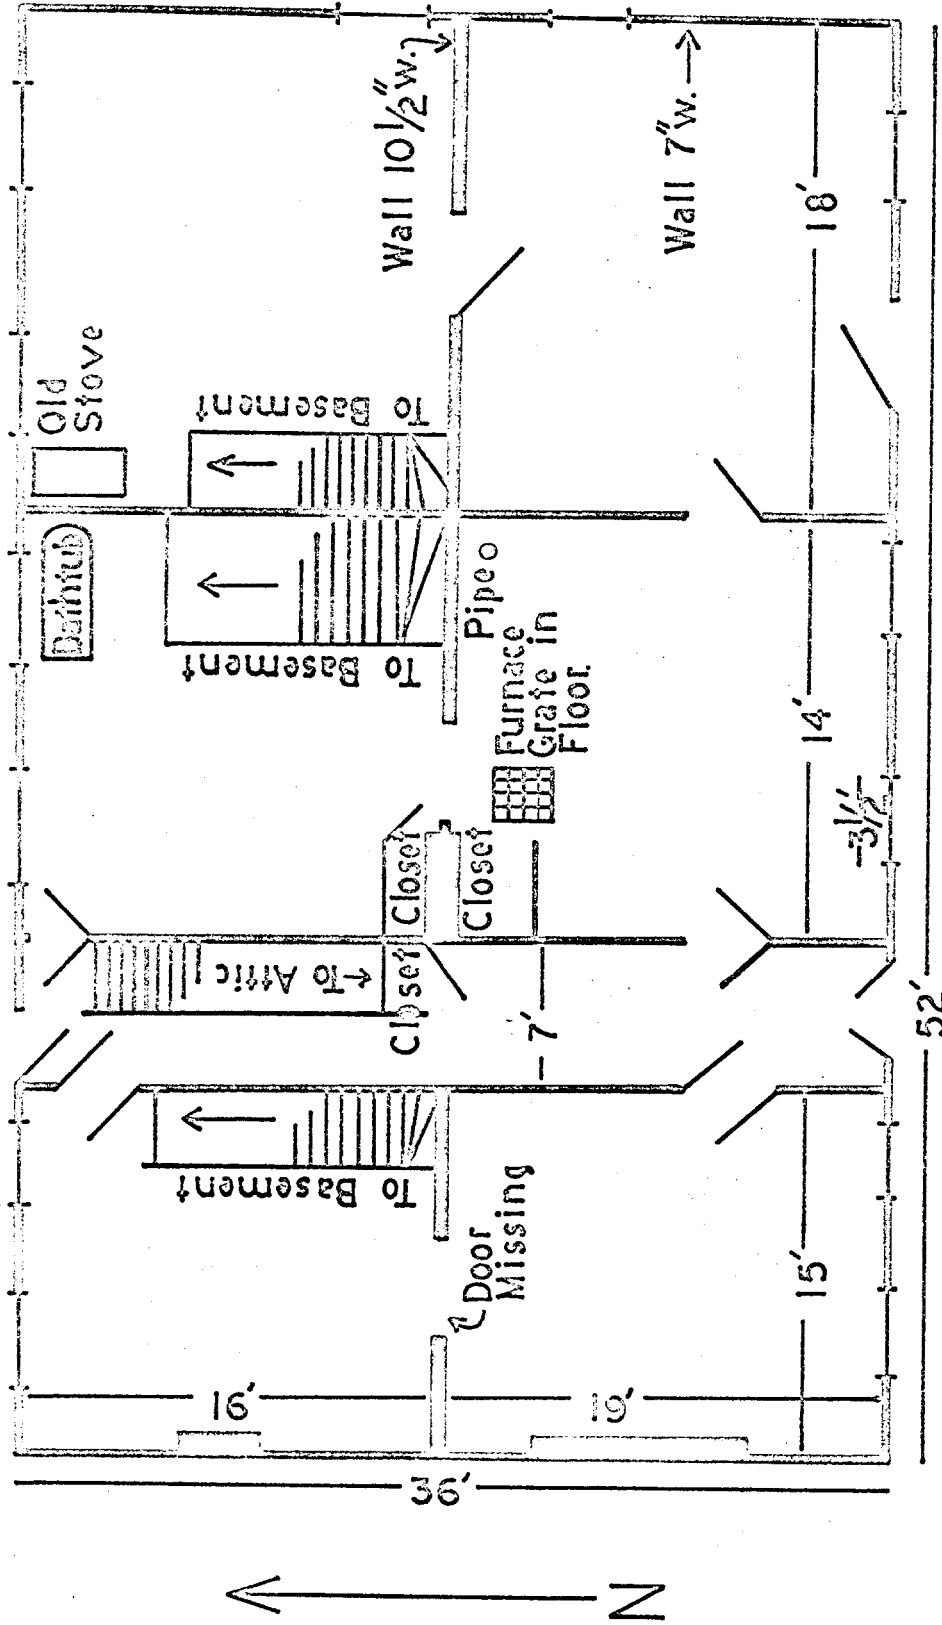 Old
Stove
Bathtub
To Basement
To Basement
To Basement
To Attic
16'
Closet
Closet
Closet
Wall 10½" w.
36'
Door
Missing
Pipe
Furnace
Grate in
Floor.
7'
19'
N
Wall 7" w.
15'
14'
18'
3½'
52'